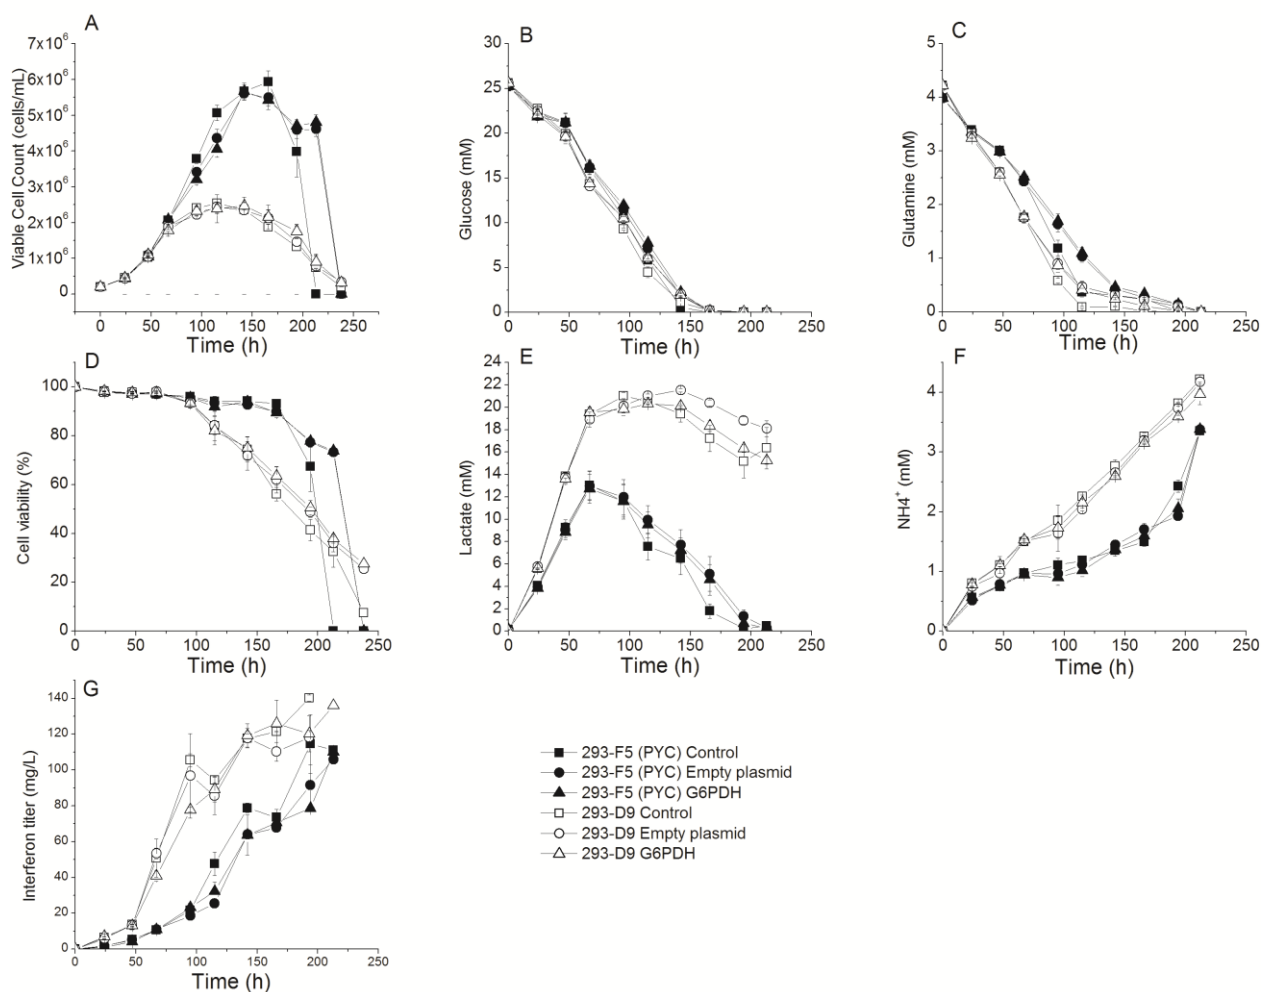 A
Viable Cell Count (cells/mL)
7x10⁶
6x10⁶
5x10⁶
4x10⁶
3x10⁶
2x10⁶
1x10⁶
0
0 50 100 150 200 250
Time (h)
B
Glucose (mM)
30
25
20
15
10
5
0
0 50 100 150 200 250
Time (h)
C
Glutamine (mM)
5
4
3
2
1
0
0 50 100 150 200 250
Time (h)
D
Cell viability (%)
100
80
60
40
20
0
0 50 100 150 200 250
Time (h)
E
Lactate (mM)
24
22
20
18
16
14
12
10
8
6
4
2
0
0 50 100 150 200 250
Time (h)
F
NH4⁺ (mM)
4
3
2
1
0
0 50 100 150 200 250
Time (h)
G
Interferon titer (mg/L)
140
120
100
80
60
40
20
0
0 50 100 150 200 250
Time (h)
293-F5 (PYC) Control
293-F5 (PYC) Empty plasmid
293-F5 (PYC) G6PDH
293-D9 Control
293-D9 Empty plasmid
293-D9 G6PDH